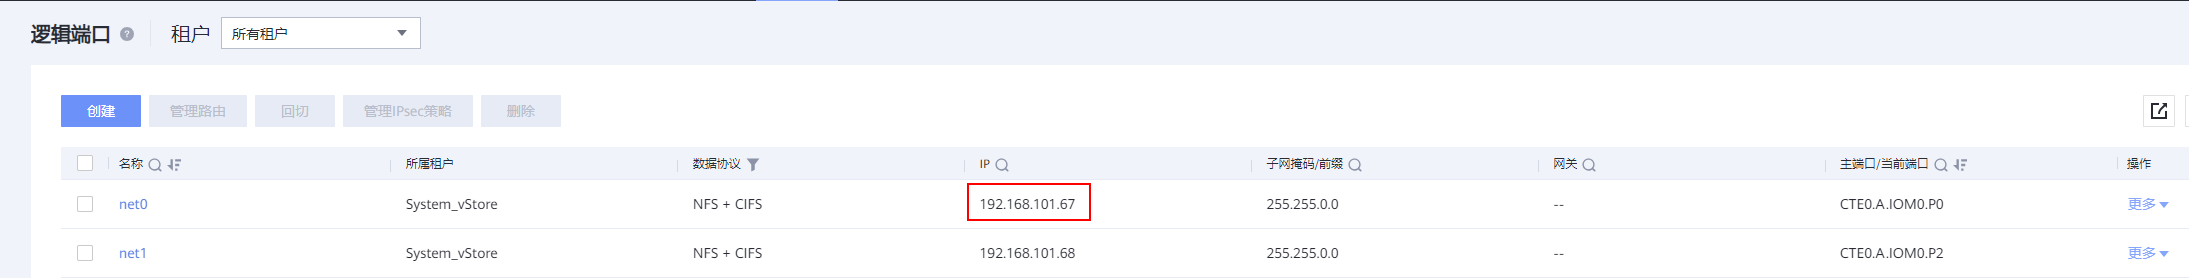 逻辑端口 ? 租户 所有租户
创建 管理路由 回切 管理IPsec策略 删除
名称 所属租户 数据协议 IP 子网掩码/前缀 网关 主端口/当前端口 操作
net0 System_vStore NFS + CIFS 192.168.101.67 255.255.0.0 -- CTE0.A.IOM0.P0 更多
net1 System_vStore NFS + CIFS 192.168.101.68 255.255.0.0 -- CTE0.A.IOM0.P2 更多